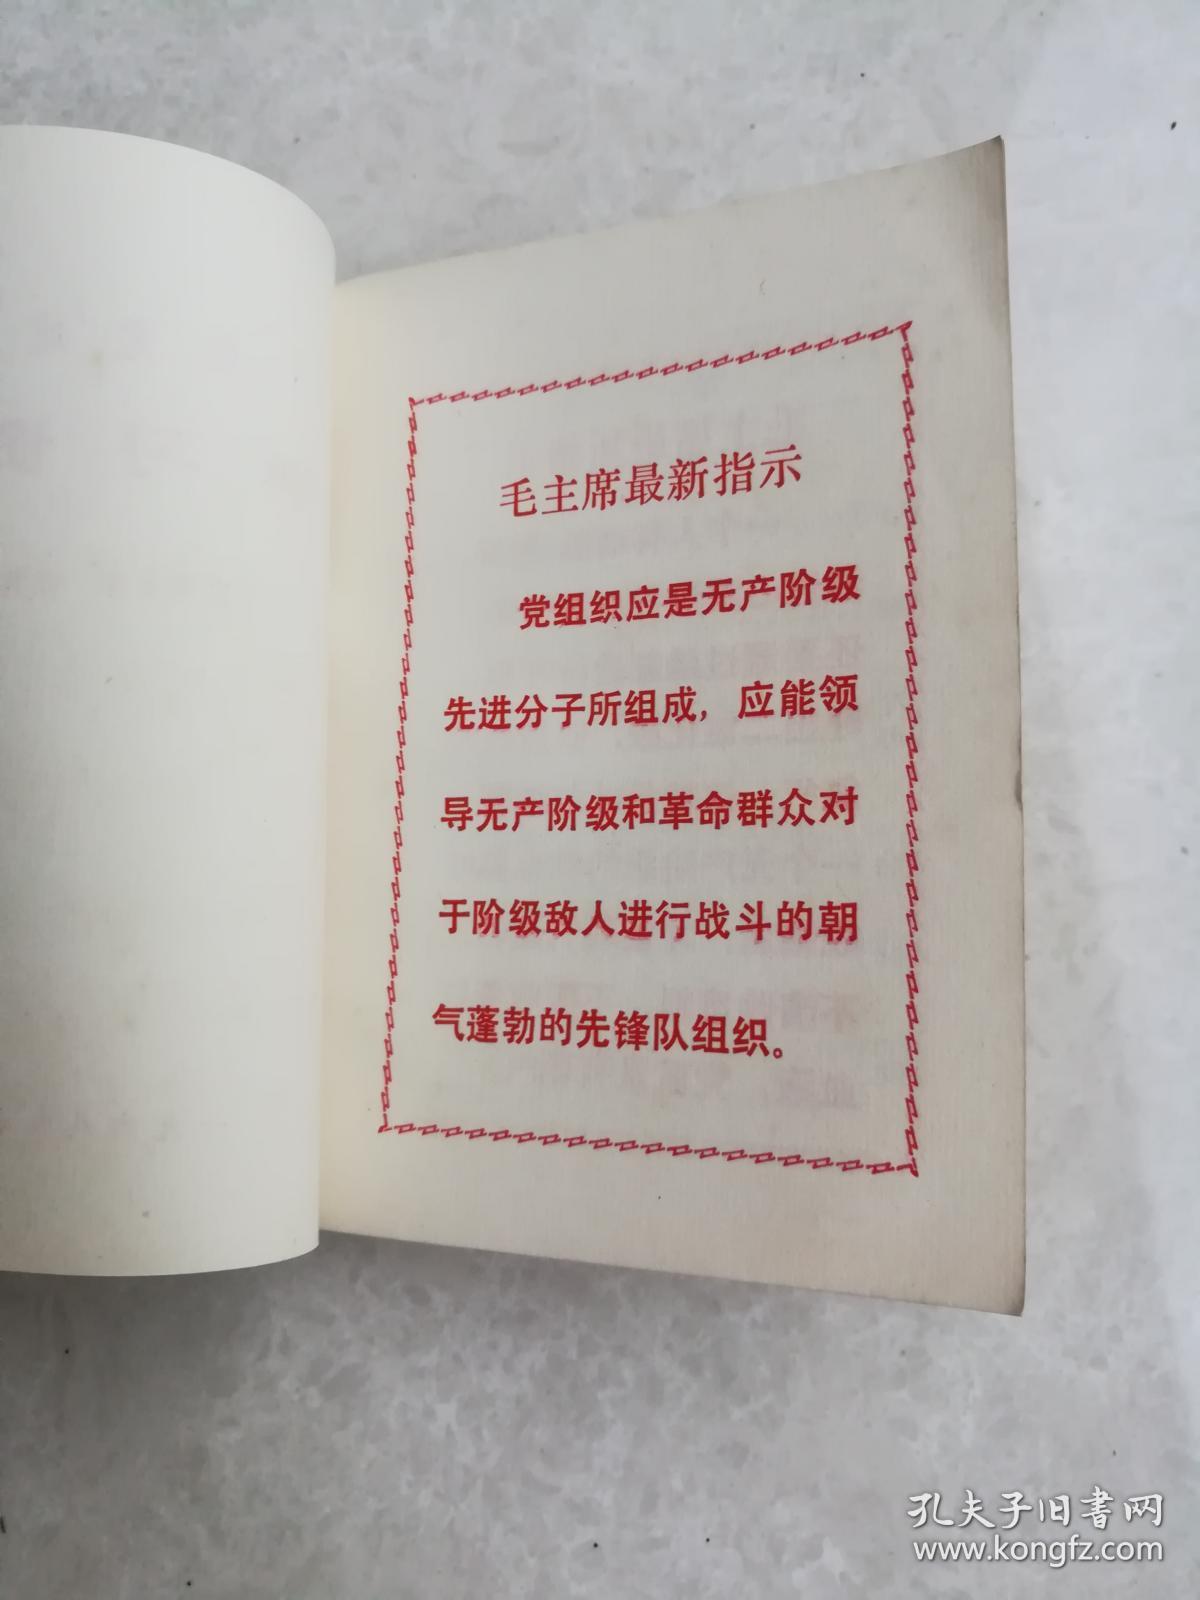 毛主席最新指示
党组织应是无产阶级
先进分子所组成，应能领
导无产阶级和革命群众对
于阶级敌人进行战斗的朝
气蓬勃的先锋队组织。
孔夫子旧书网
www.kongfz.com